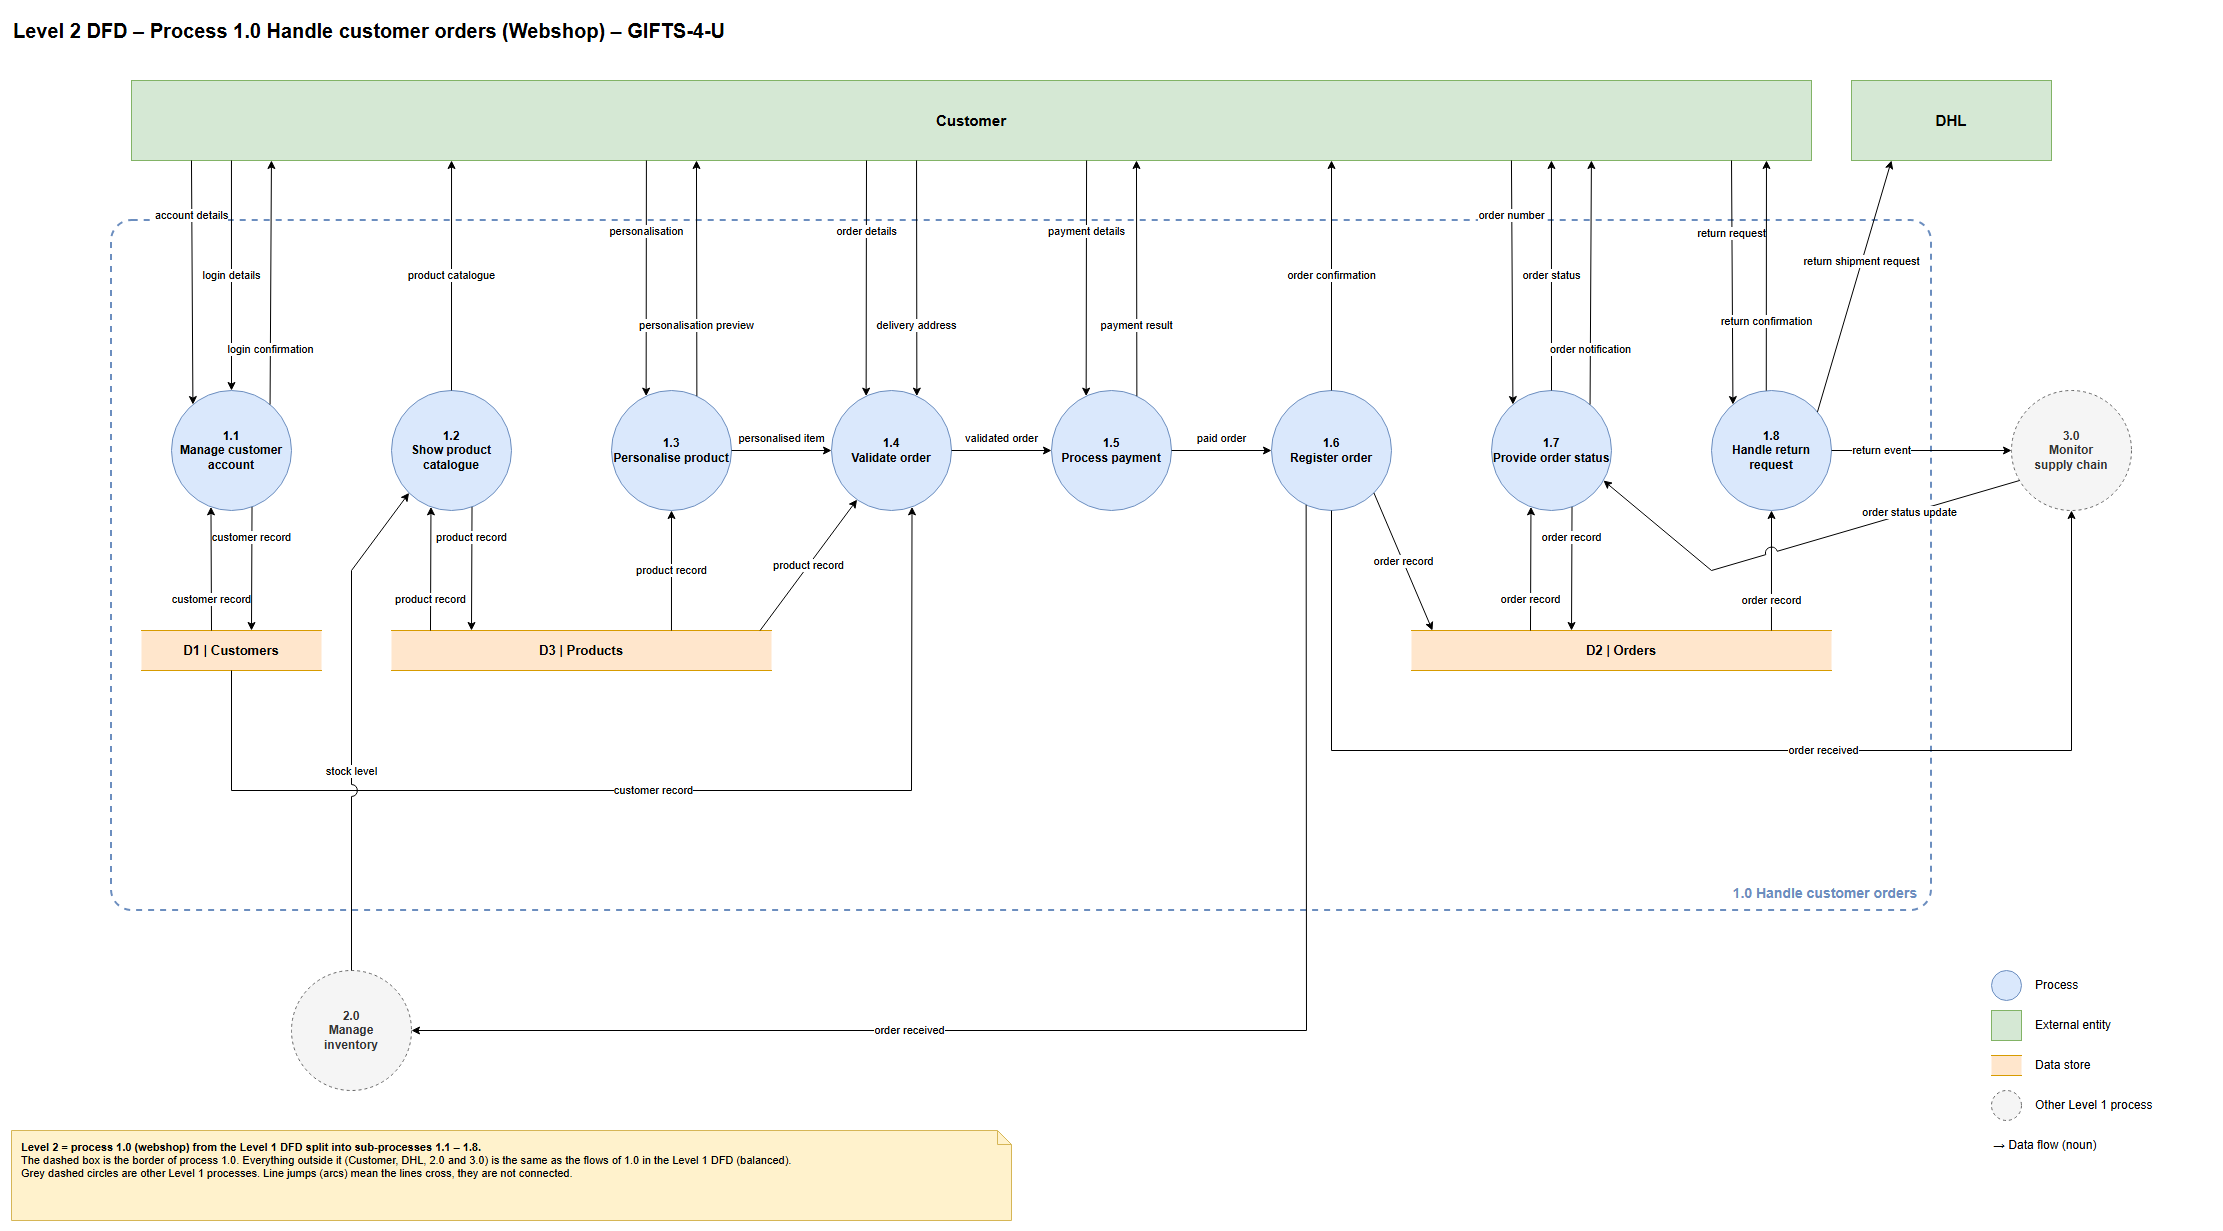 Level 2 DFD – Process 1.0 Handle customer orders (Webshop) – GIFTS-4-U
Customer
DHL
account details
order number
personalisation
order details
payment details
return request
return shipment request
login details
product catalogue
order confirmation
order status
personalisation preview
delivery address
payment result
return confirmation
login confirmation
order notification
1.1
Manage customer
account
1.2
Show product
catalogue
1.3
Personalise product
personalised item
1.4
Validate order
validated order
1.5
Process payment
paid order
1.6
Register order
1.7
Provide order status
1.8
Handle return
request
return event
3.0
Monitor
supply chain
order status update
customer record
product record
order record
product record
product record
order record
customer record
product record
order record
order record
D1 | Customers
D3 | Products
D2 | Orders
order received
stock level
customer record
1.0 Handle customer orders
2.0
Manage
inventory
order received
Process
External entity
Data store
Other Level 1 process
→ Data flow (noun)
Level 2 = process 1.0 (webshop) from the Level 1 DFD split into sub-processes 1.1 – 1.8.
The dashed box is the border of process 1.0. Everything outside it (Customer, DHL, 2.0 and 3.0) is the same as the flows of 1.0 in the Level 1 DFD (balanced).
Grey dashed circles are other Level 1 processes. Line jumps (arcs) mean the lines cross, they are not connected.